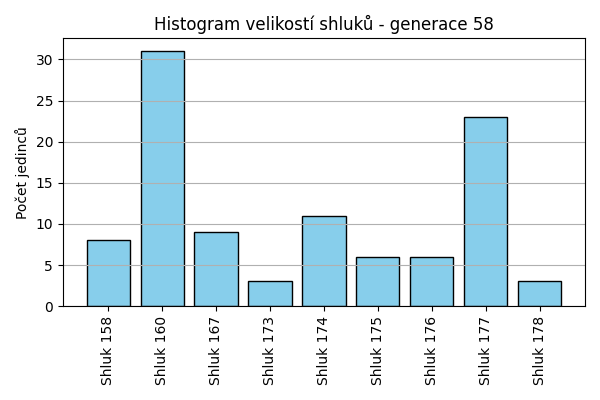 Histogram velikostí shluků - generace 58
Počet jedinců
30
25
20
15
10
5
0
Shluk 158
Shluk 160
Shluk 167
Shluk 173
Shluk 174
Shluk 175
Shluk 176
Shluk 177
Shluk 178